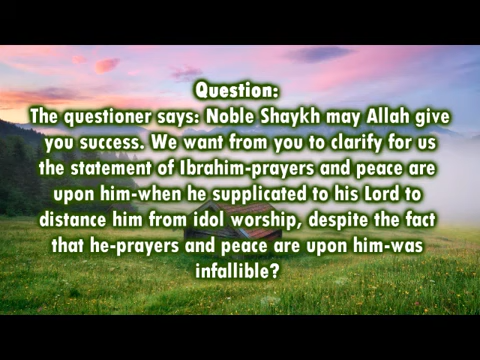 Question:
The questioner says: Noble Shaykh may Allah give
you success. We want from you to clarify for us
the statement of Ibrahim-prayers and peace are
upon him-when he supplicated to his Lord to
distance him from idol worship, despite the fact
that he-prayers and peace are upon him-was
infallible?